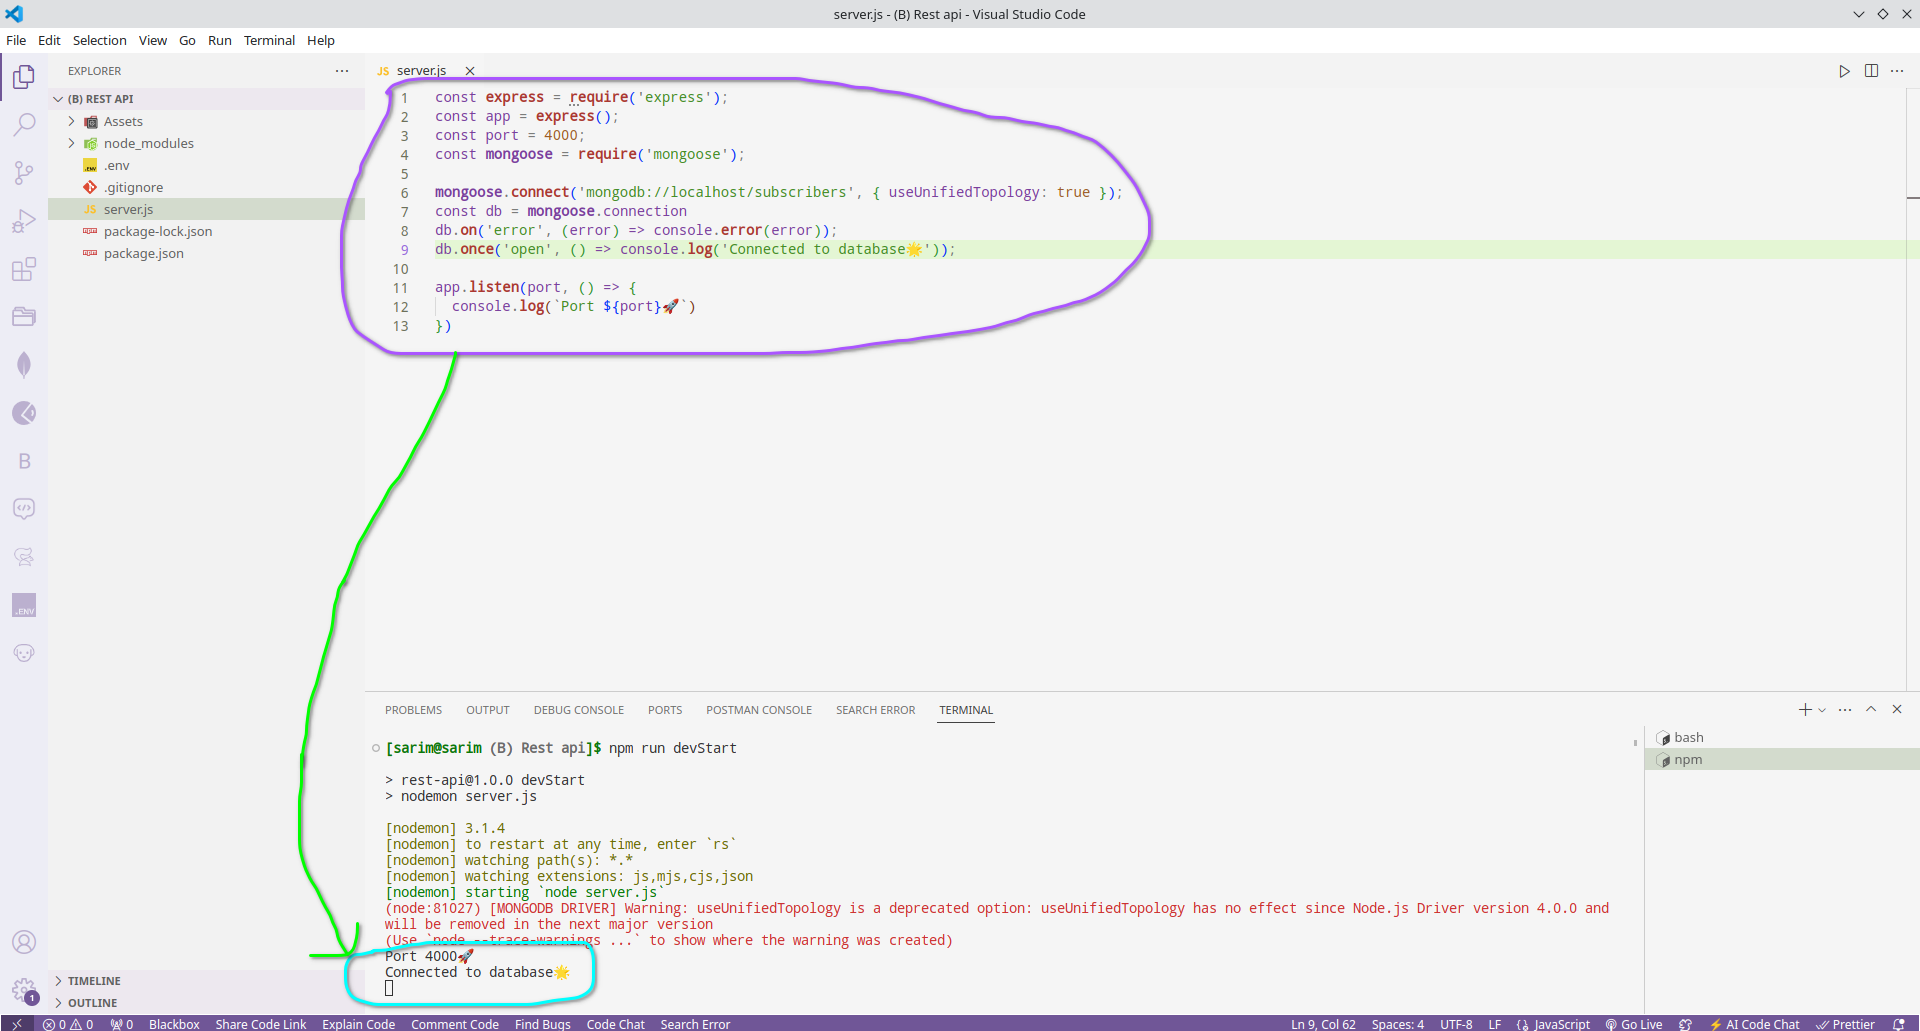 server.js - (B) Rest api - Visual Studio Code
File Edit Selection View Go Run Terminal Help
EXPLORER
(B) REST API
Assets
node_modules
.env
.gitignore
JS server.js
package-lock.json
package.json
TIMELINE
OUTLINE
B
.ENV
1
JS server.js
1 const express = require('express');
2 const app = express();
3 const port = 4000;
4 const mongoose = require('mongoose');
5
6 mongoose.connect('mongodb://localhost/subscribers', { useUnifiedTopology: true });
7 const db = mongoose.connection
8 db.on('error', (error) => console.error(error));
9 db.once('open', () => console.log('Connected to database🌟'));
10
11 app.listen(port, () => {
12 console.log(`Port ${port}🚀`)
13 })
PROBLEMS OUTPUT DEBUG CONSOLE PORTS POSTMAN CONSOLE SEARCH ERROR TERMINAL
[sarim@sarim (B) Rest api]$ npm run devStart
> rest-api@1.0.0 devStart
> nodemon server.js
[nodemon] 3.1.4
[nodemon] to restart at any time, enter `rs`
[nodemon] watching path(s): *.*
[nodemon] watching extensions: js,mjs,cjs,json
[nodemon] starting `node server.js`
(node:81027) [MONGODB DRIVER] Warning: useUnifiedTopology is a deprecated option: useUnifiedTopology has no effect since Node.js Driver version 4.0.0 and
will be removed in the next major version
(Use `node --trace-warnings ...` to show where the warning was created)
Port 4000🚀
Connected to database🌟
bash
npm
0 0 0 Blackbox Share Code Link Explain Code Comment Code Find Bugs Code Chat Search Error Ln 9, Col 62 Spaces: 4 UTF-8 LF {} JavaScript Go Live AI Code Chat Prettier